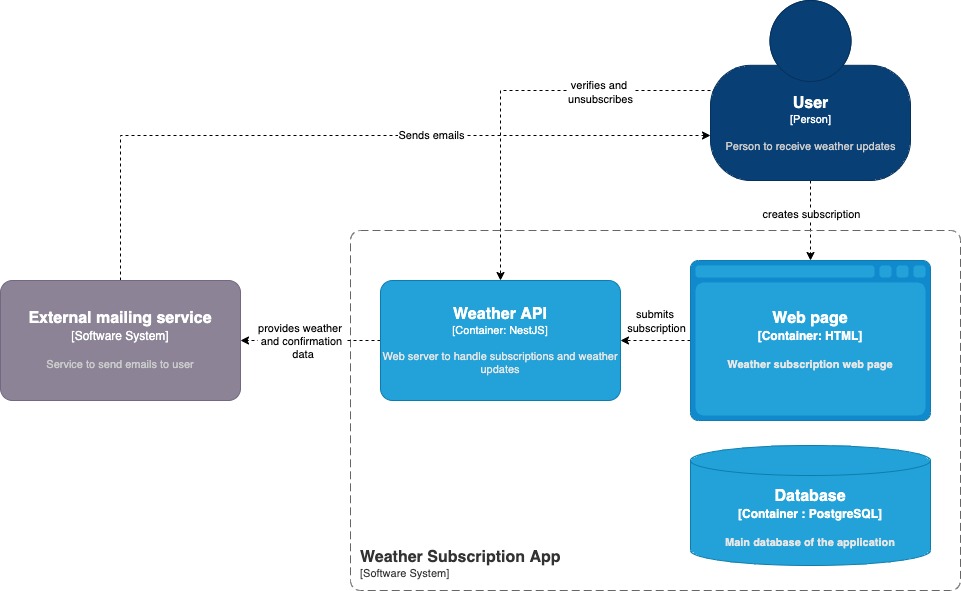 verifies and
unsubscribes
User
[Person]
Person to receive weather updates
Sends emails
creates subscription
External mailing service
[Software System]
Service to send emails to user
provides weather
and confirmation
data
Weather API
[Container: NestJS]
Web server to handle subscriptions and weather
updates
submits
subscription
Web page
[Container: HTML]
Weather subscription web page
Database
[Container : PostgreSQL]
Main database of the application
Weather Subscription App
[Software System]